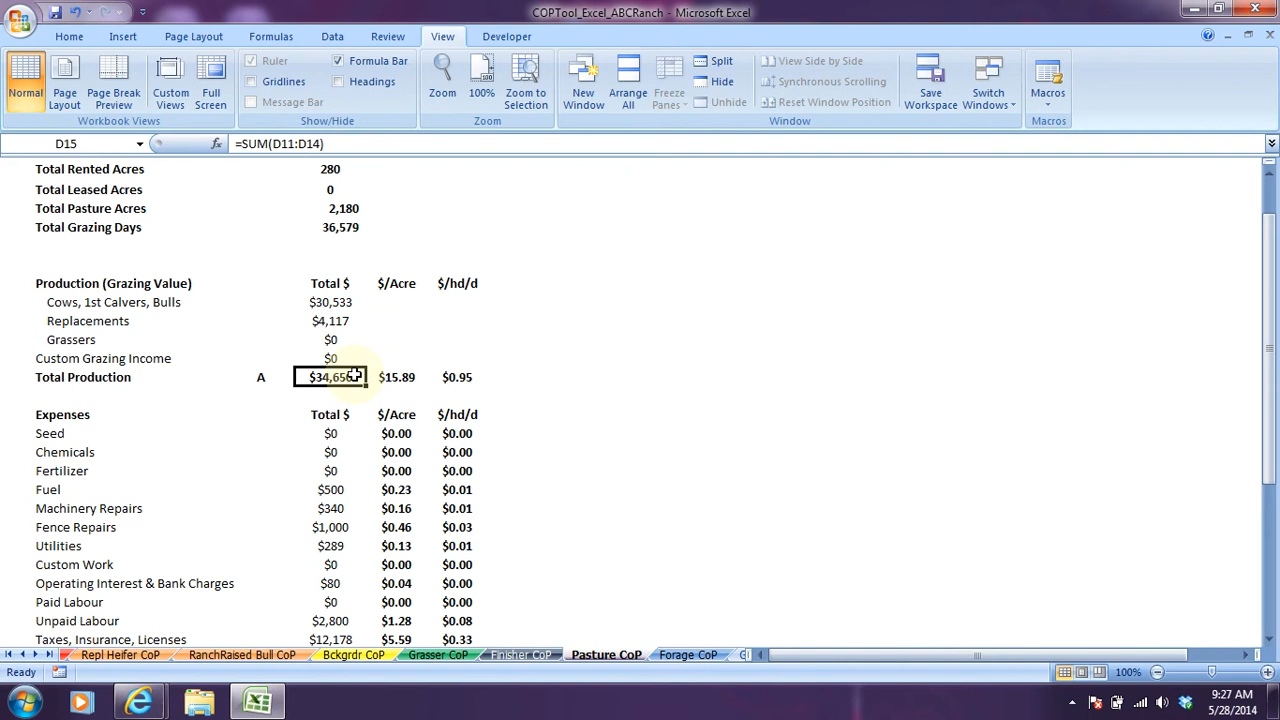 COPTool_Excel_ABCRanch - Microsoft Excel
Home Insert Page Layout Formulas Data Review View Developer
Normal Page Layout Page Break Preview Custom Views Full Screen
Workbook Views
Ruler Formula Bar
Gridlines Headings
Message Bar
Show/Hide
Zoom 100% Zoom to Selection
Zoom
New Window Arrange All Freeze Panes
Split View Side by Side
Hide Synchronous Scrolling
Unhide Reset Window Position
Window
Save Workspace Switch Windows
Macros
Macros
D15 fx =SUM(D11:D14)
Total Rented Acres 280
Total Leased Acres 0
Total Pasture Acres 2,180
Total Grazing Days 36,579
Production (Grazing Value) Total $ $/Acre $/hd/d
Cows, 1st Calvers, Bulls $30,533
Replacements $4,117
Grassers $0
Custom Grazing Income $0
Total Production A $15.89 $0.95
Expenses Total $ $/Acre $/hd/d
Seed $0 $0.00 $0.00
Chemicals $0 $0.00 $0.00
Fertilizer $0 $0.00 $0.00
Fuel $500 $0.23 $0.01
Machinery Repairs $340 $0.16 $0.01
Fence Repairs $1,000 $0.46 $0.03
Utilities $289 $0.13 $0.01
Custom Work $0 $0.00 $0.00
Operating Interest & Bank Charges $80 $0.04 $0.00
Paid Labour $0 $0.00 $0.00
Unpaid Labour $2,800 $1.28 $0.08
Taxes, Insurance, Licenses $12,178 $5.59 $0.33
Repl Heifer CoP RanchRaised Bull CoP Bckgrdr CoP Grasser CoP Finisher CoP Pasture CoP Forage CoP
Ready 100%
9:27 AM
5/28/2014